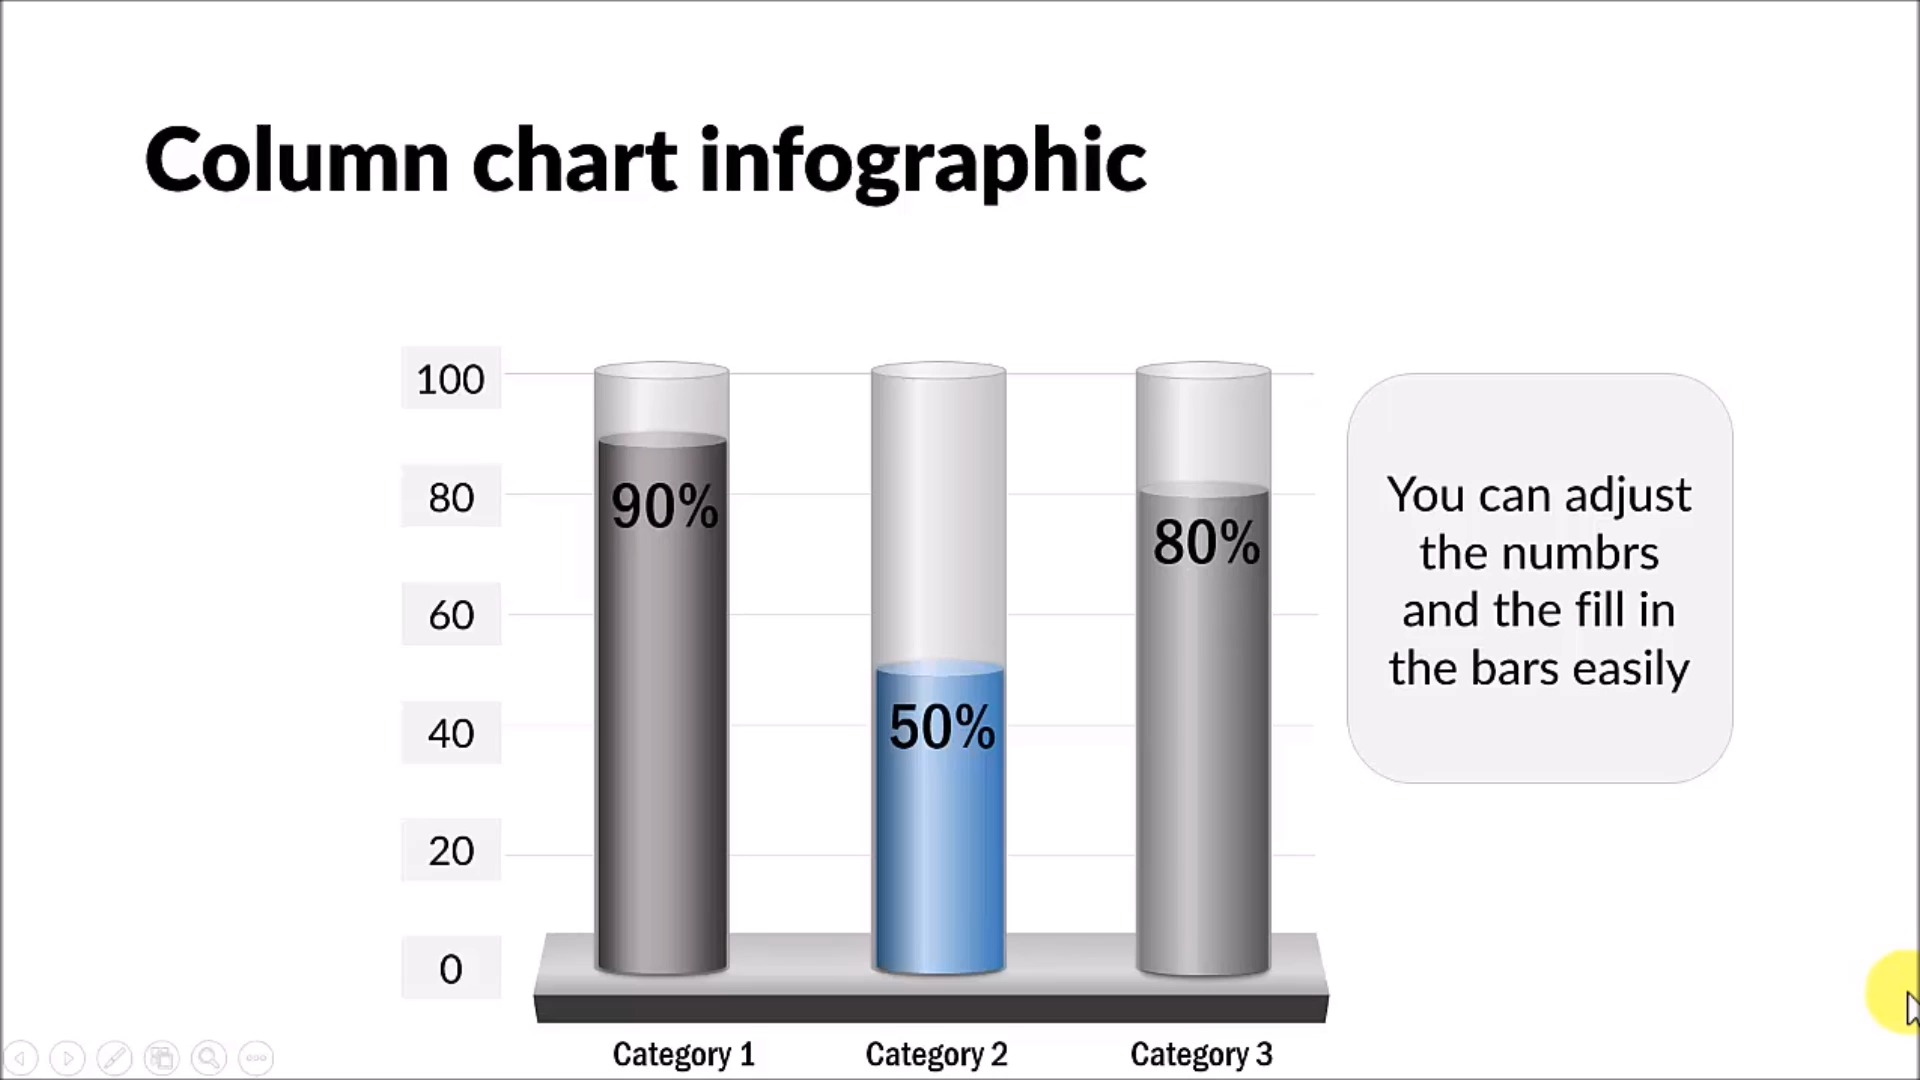 Column chart infographic
100
80
60
40
20
0
90%
50%
80%
You can adjust
the numbrs
and the fill in
the bars easily
Category 1
Category 2
Category 3